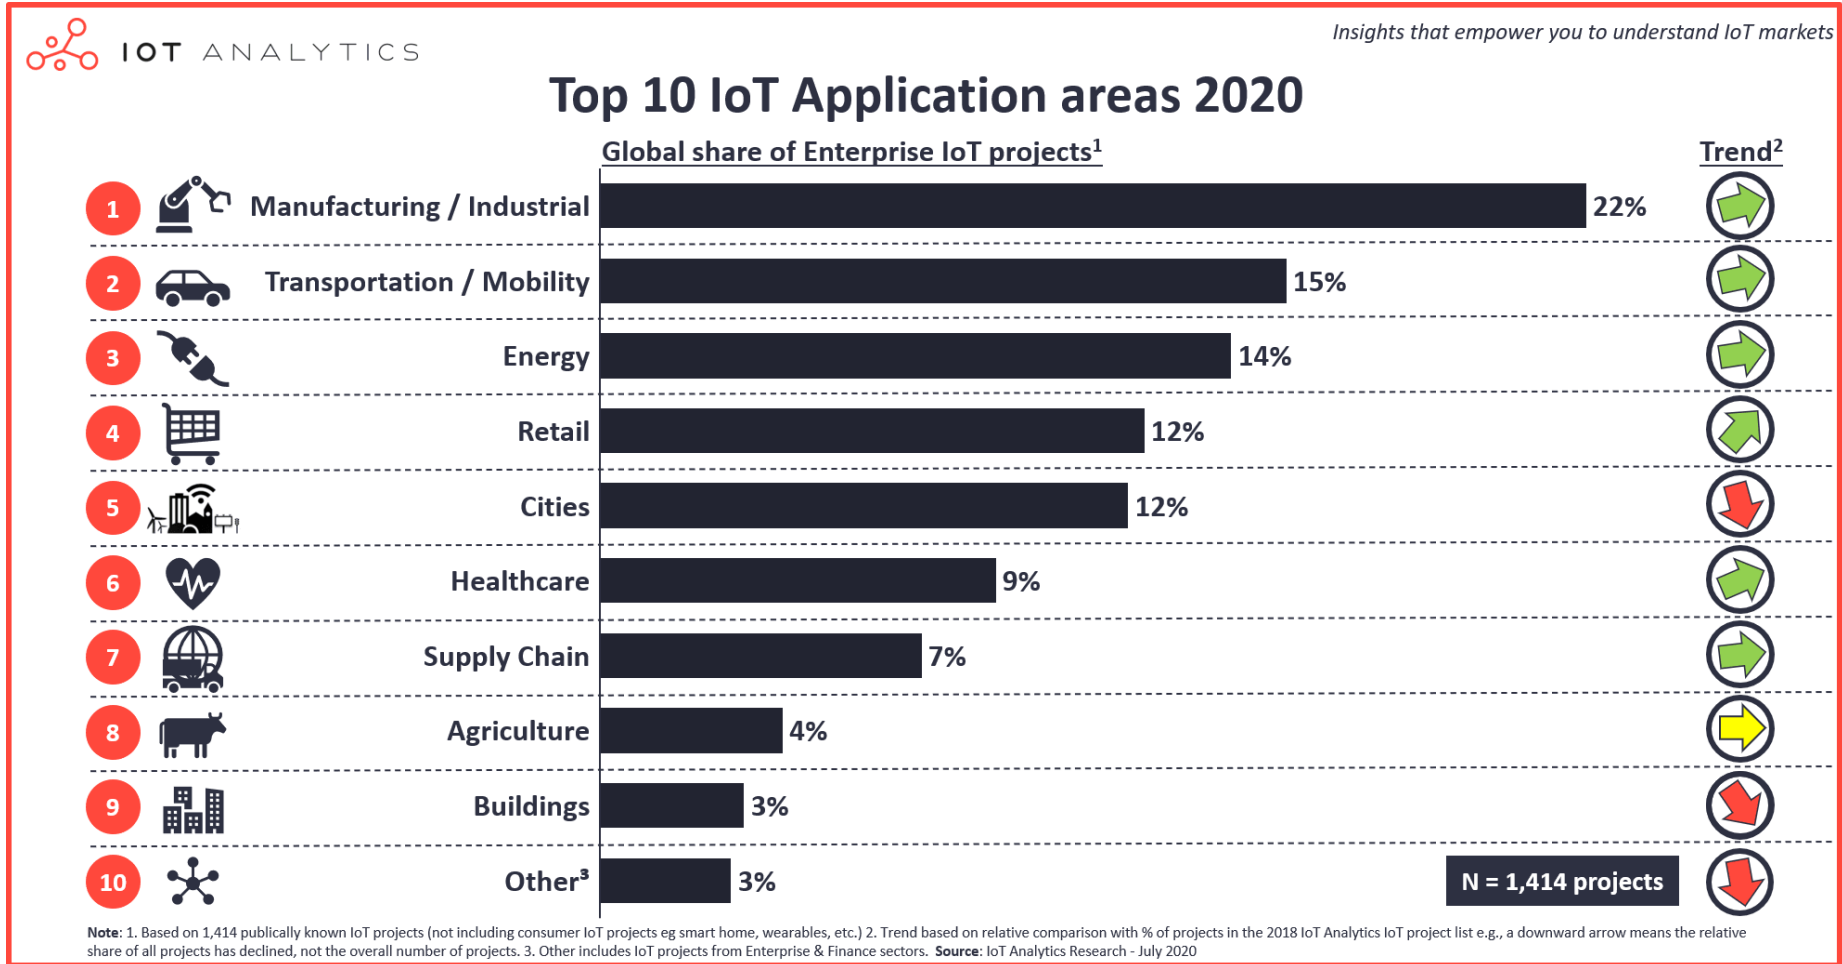 IOT ANALYTICS
Insights that empower you to understand IoT markets
Top 10 IoT Application areas 2020
Global share of Enterprise IoT projects¹
Trend²
1 Manufacturing / Industrial 22%
2 Transportation / Mobility 15%
3 Energy 14%
4 Retail 12%
5 Cities 12%
6 Healthcare 9%
7 Supply Chain 7%
8 Agriculture 4%
9 Buildings 3%
10 Other³ 3%
N = 1,414 projects
Note: 1. Based on 1,414 publically known IoT projects (not including consumer IoT projects eg smart home, wearables, etc.) 2. Trend based on relative comparison with % of projects in the 2018 IoT Analytics IoT project list e.g., a downward arrow means the relative
share of all projects has declined, not the overall number of projects. 3. Other includes IoT projects from Enterprise & Finance sectors. Source: IoT Analytics Research - July 2020